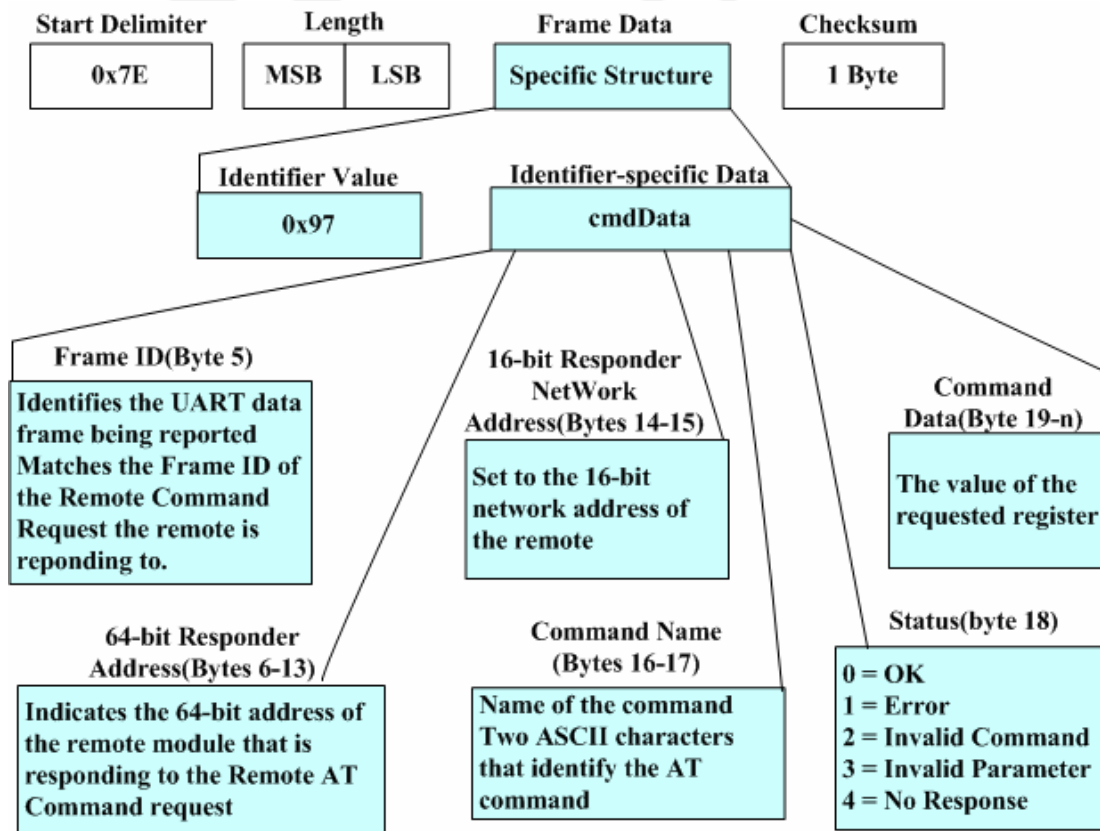 Start Delimiter
Length
Frame Data
Checksum
0x7E
MSB
LSB
Specific Structure
1 Byte
Identifier Value
Identifier-specific Data
0x97
cmdData
Frame ID(Byte 5)
Identifies the UART data
frame being reported
Matches the Frame ID of
the Remote Command
Request the remote is
reponding to.
16-bit Responder
NetWork
Address(Bytes 14-15)
Set to the 16-bit
network address of
the remote
Command
Data(Byte 19-n)
The value of the
requested register
64-bit Responder
Address(Bytes 6-13)
Indicates the 64-bit address of
the remote module that is
responding to the Remote AT
Command request
Command Name
(Bytes 16-17)
Name of the command
Two ASCII characters
that identify the AT
command
Status(byte 18)
0 = OK
1 = Error
2 = Invalid Command
3 = Invalid Parameter
4 = No Response